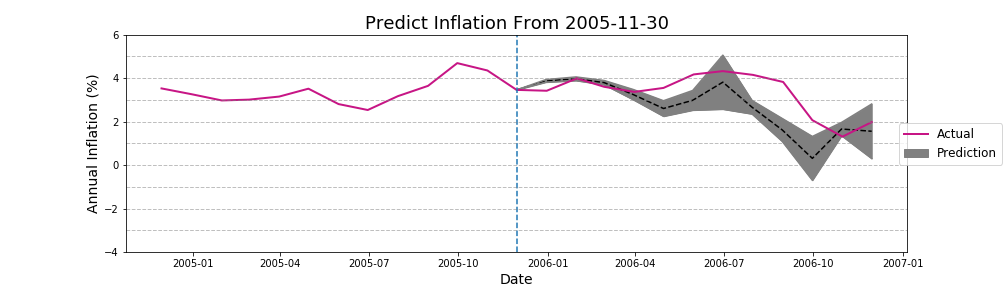 Predict Inflation From 2005-11-30
Annual Inflation (%)
6
4
2
0
−2
−4
2005-01 2005-04 2005-07 2005-10 2006-01 2006-04 2006-07 2006-10 2007-01
Date
Actual
Prediction